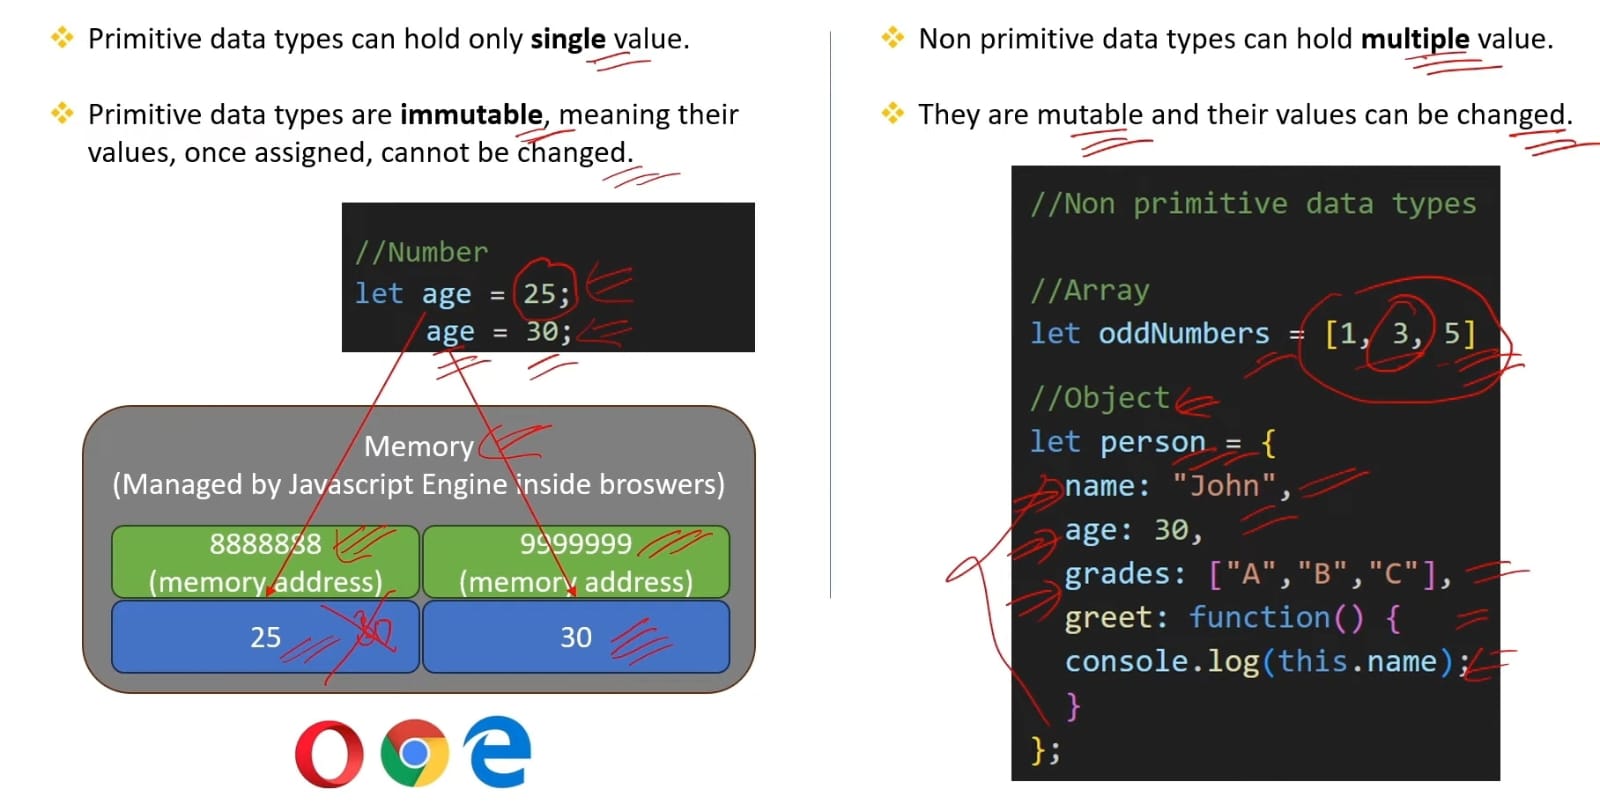 Primitive data types can hold only single value.
Primitive data types are immutable, meaning their
values, once assigned, cannot be changed.
//Number
let age = 25;
age = 30;
Memory
(Managed by Javascript Engine inside broswers)
8888888
(memory address)
25
30
9999999
(memory address)
30
Non primitive data types can hold multiple value.
They are mutable and their values can be changed.
//Non primitive data types
//Array
let oddNumbers = [1, 3, 5]
//Object
let person = {
name: "John",
age: 30,
grades: ["A","B","C"],
greet: function() {
console.log(this.name);
}
};